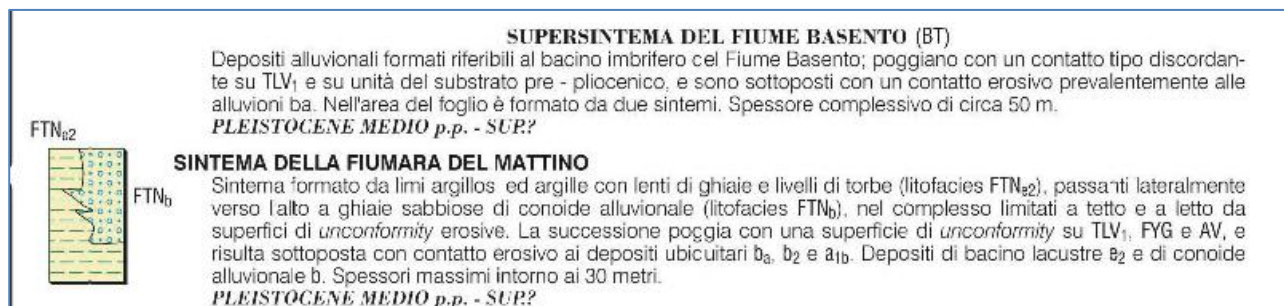 SUPERSINTEMA DEL FIUME BASENTO (BT)
Depositi alluvionali formati riferibili al bacino imbrifero cel Fiume Basento; poggiano con un contatto tipo discordan-
te su TLV1 e su unità del substrato pre - pliocenico, e sono sottoposti con un contatto erosivo prevalentemente alle
alluvioni ba. Nell'area del foglio è formato da due sintemi. Spessore complessivo di circa 50 m.
PLEISTOCENE MEDIO p.p. - SUP.?
FTNe2
FTNb
SINTEMA DELLA FIUMARA DEL MATTINO
Sintema formato da limi argillos ed argille con lenti di ghiaie e livelli di torbe (litofacies FTNe2), passanti lateralmente
verso l'alto a ghiaie sabbiose di conoide alluvionale (litofacies FTNb), nel complesso limitati a tetto e a letto da
superfici di unconformity erosive. La successione poggia con una superficie di unconformity su TLV1, FYG e AV, e
risulta sottoposta con contatto erosivo ai depositi ubicuitari ba, b2 e a1b. Depositi di bacino lacustre e2 e di conoide
alluvionale b. Spessori massimi intorno ai 30 metri.
PLEISTOCENE MEDIO p.p. - SUP.?